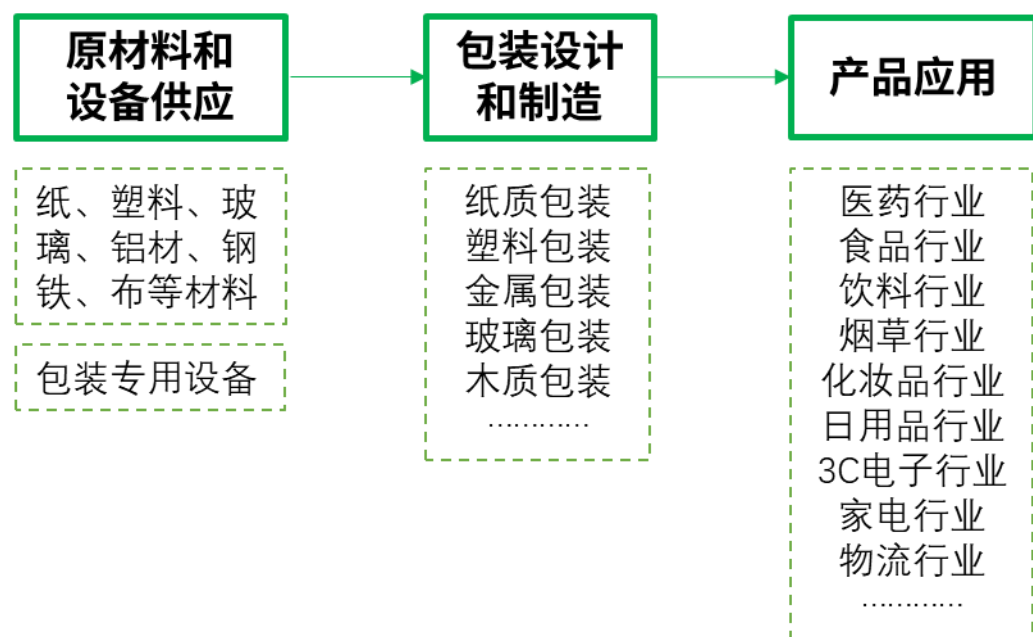 原材料和
设备供应
纸、塑料、玻
璃、铝材、钢
铁、布等材料
包装专用设备
包装设计
和制造
纸质包装
塑料包装
金属包装
玻璃包装
木质包装
…………
产品应用
医药行业
食品行业
饮料行业
烟草行业
化妆品行业
日用品行业
3C电子行业
家电行业
物流行业
…………